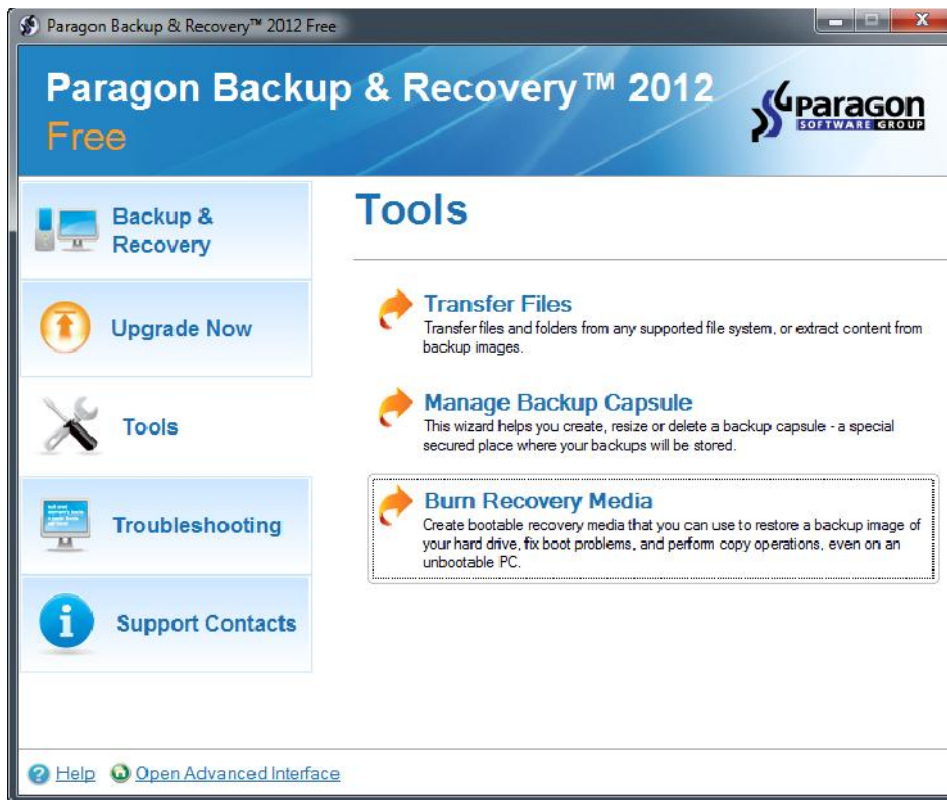 Paragon Backup & Recovery™ 2012 Free
Paragon Backup & Recovery™ 2012
Free
paragon
SOFTWARE GROUP
Backup &
Recovery
Upgrade Now
Tools
Troubleshooting
Support Contacts
Tools
Transfer Files
Transfer files and folders from any supported file system, or extract content from
backup images.
Manage Backup Capsule
This wizard helps you create, resize or delete a backup capsule - a special
secured place where your backups will be stored.
Burn Recovery Media
Create bootable recovery media that you can use to restore a backup image of
your hard drive, fix boot problems, and perform copy operations, even on an
unbootable PC.
Help
Open Advanced Interface